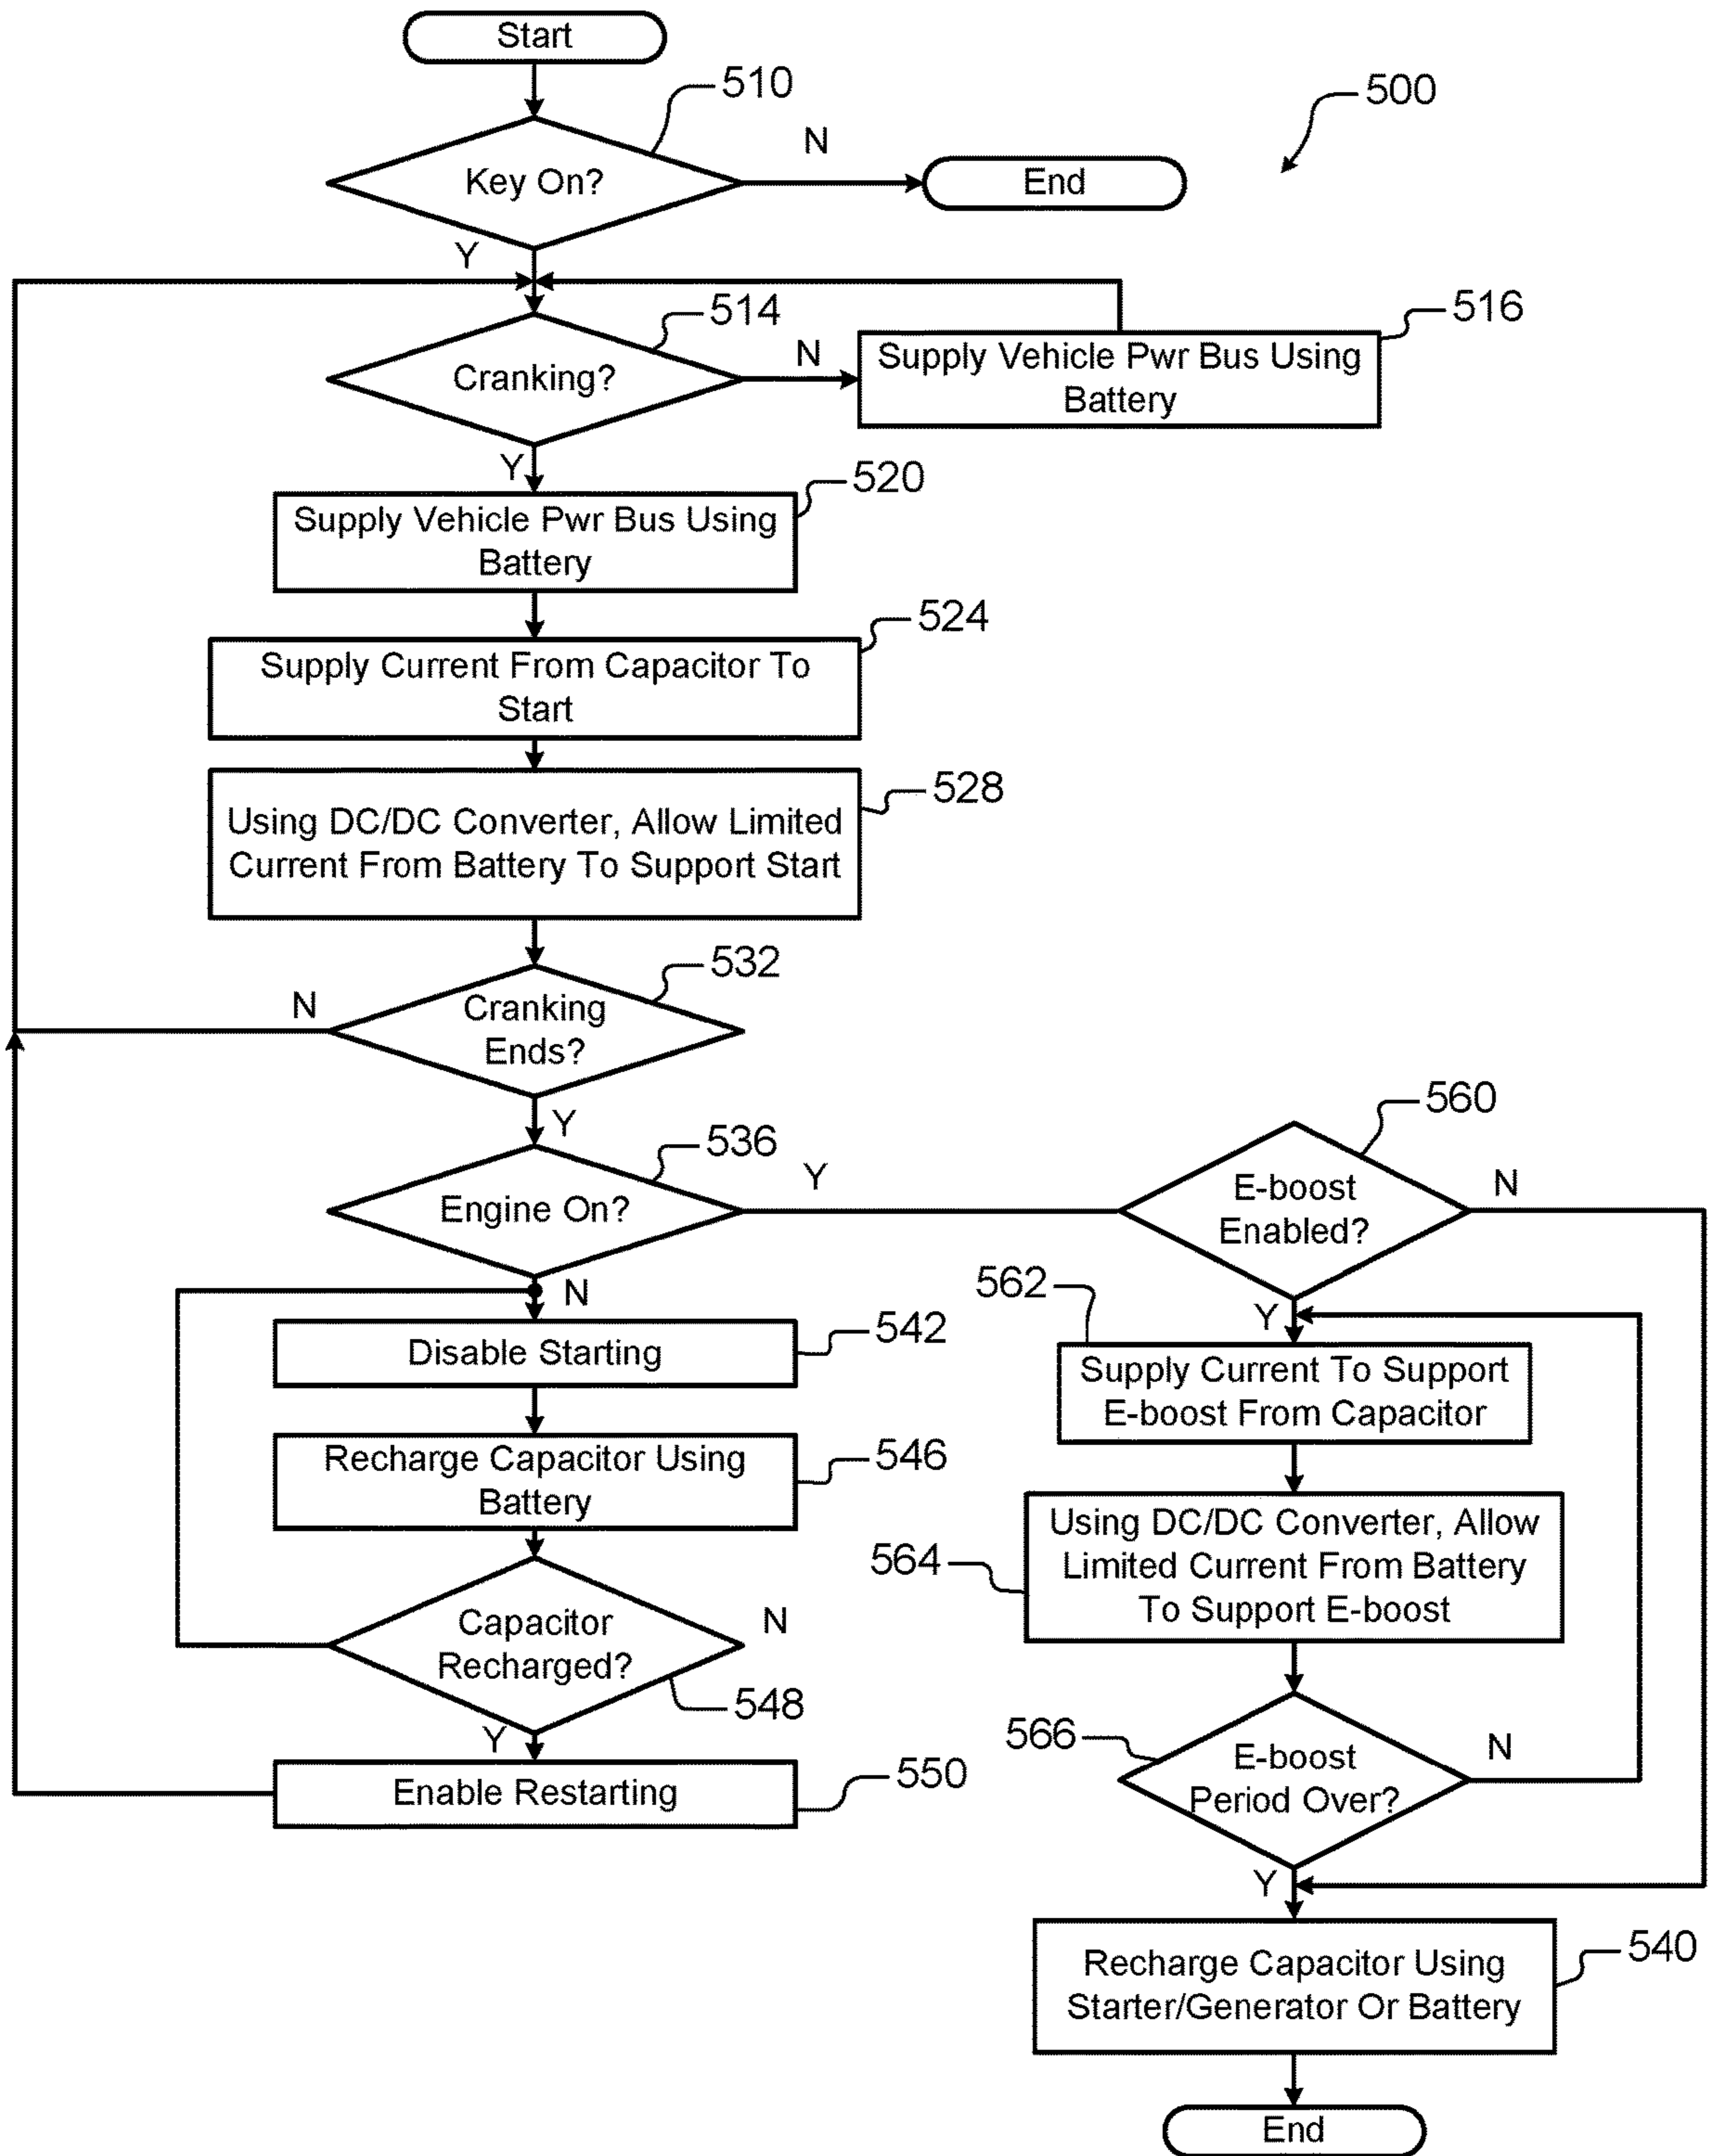 Start
510
500
Key On?
N
End
Y
514
516
Cranking?
N
Supply Vehicle Pwr Bus Using
Battery
Y
520
Supply Vehicle Pwr Bus Using
Battery
524
Supply Current From Capacitor To
Start
528
Using DC/DC Converter, Allow Limited
Current From Battery To Support Start
532
N
Cranking
Ends?
Y
536
Engine On?
Y
N
560
E-boost
Enabled?
N
Y
542
Disable Starting
546
Recharge Capacitor Using
Battery
Capacitor
Recharged?
N
548
Y
Enable Restarting
550
562
Supply Current To Support
E-boost From Capacitor
564
Using DC/DC Converter, Allow
Limited Current From Battery
To Support E-boost
566
E-boost
Period Over?
N
Y
540
Recharge Capacitor Using
Starter/Generator Or Battery
End